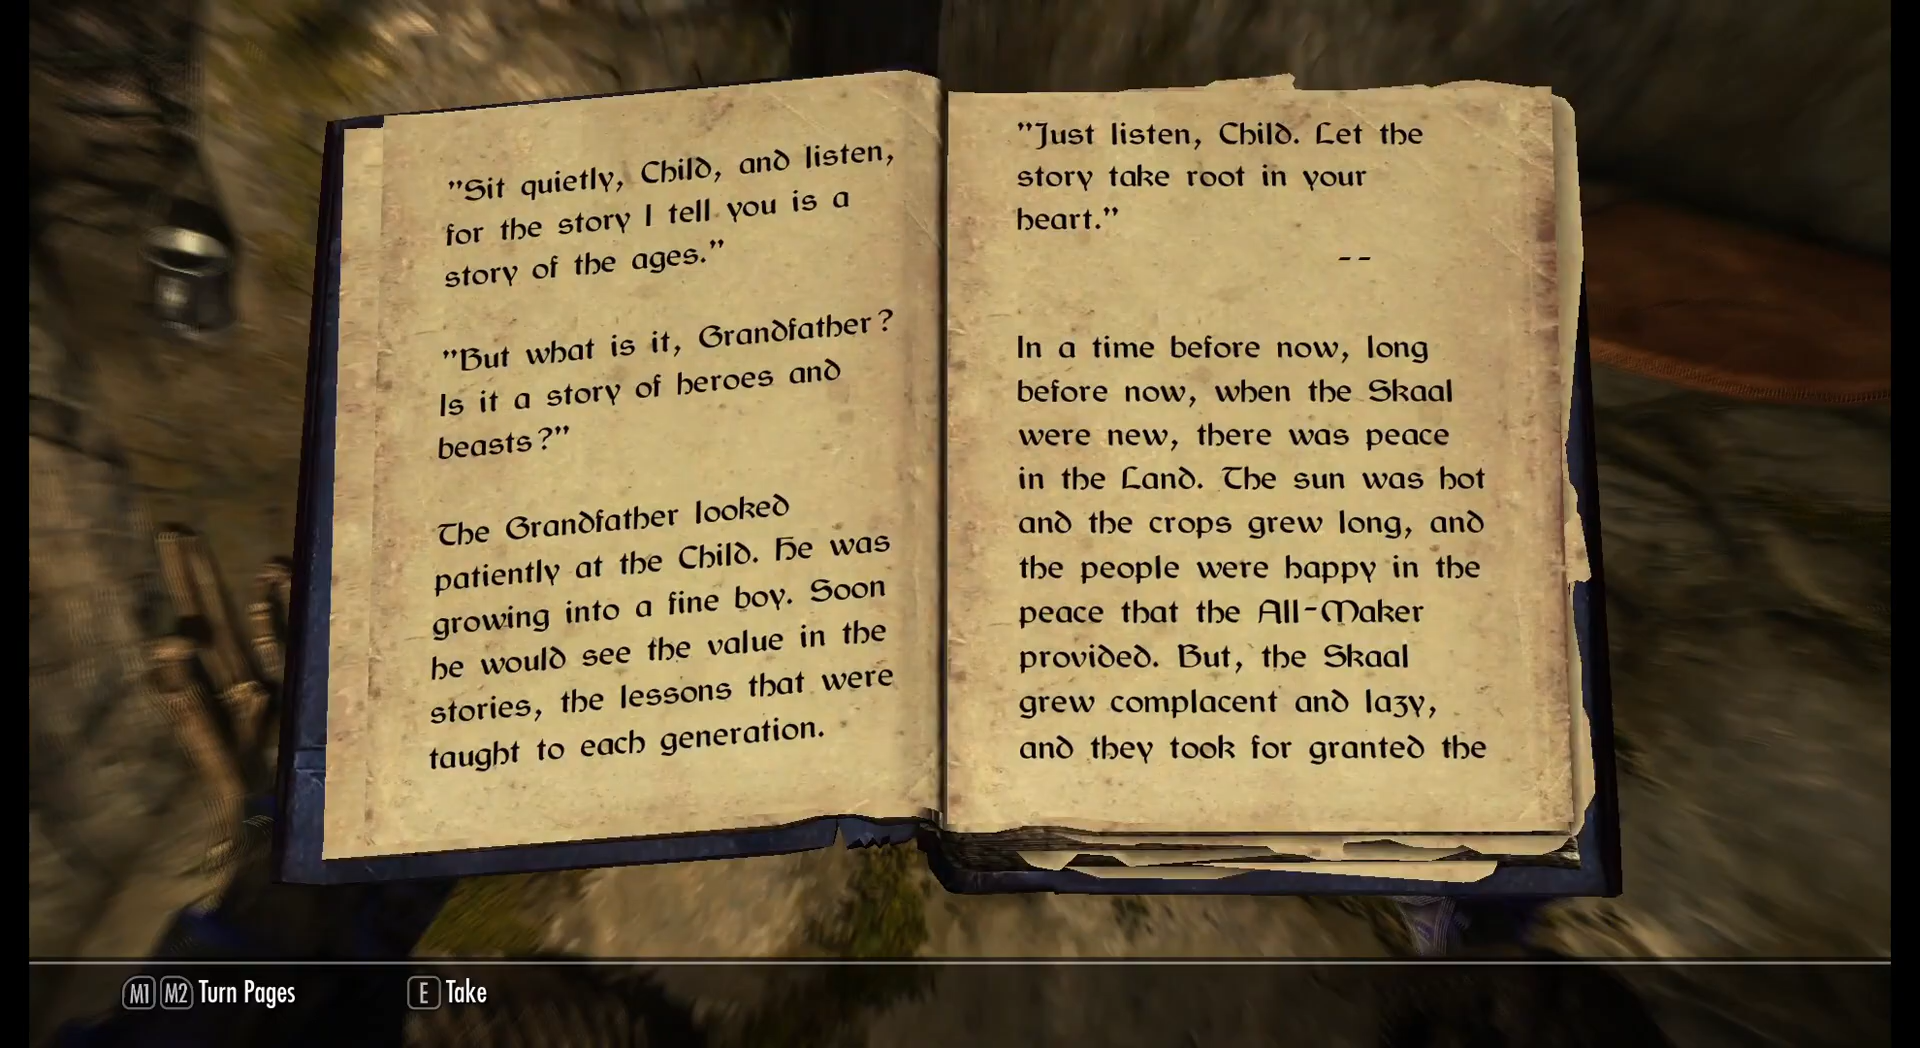 "Sit quietly, Child, and listen,
for the story I tell you is a
story of the ages."
"But what is it, Grandfather?
Is it a story of heroes and
beasts?"
The Grandfather looked
patiently at the Child. He was
growing into a fine boy. Soon
he would see the value in the
stories, the lessons that were
taught to each generation.
"Just listen, Child. Let the
story take root in your
heart."
--
In a time before now, long
before now, when the Skaal
were new, there was peace
in the Land. The sun was hot
and the crops grew long, and
the people were happy in the
peace that the All-Maker
provided. But, the Skaal
grew complacent and lazy,
and they took for granted the
M1 M2 Turn Pages
E Take